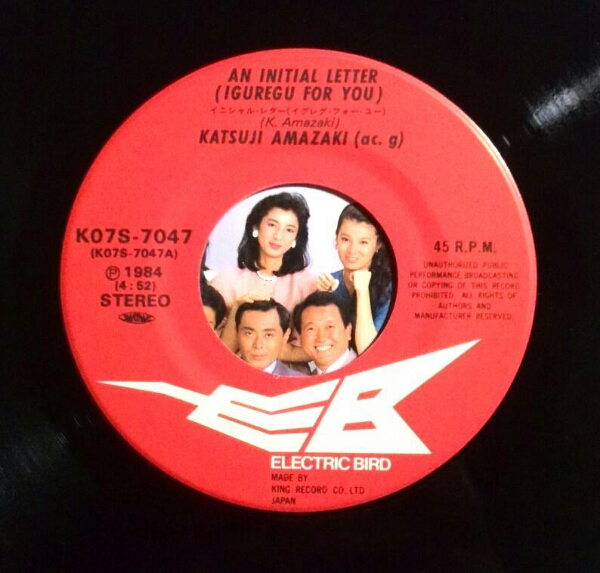 AN INITIAL LETTER
(IGUREGU FOR YOU)
イニシャル・レター(イグレグ・フォー・ユー)
(K. Amazaki)
KATSUJI AMAZAKI (ac. g)
K07S-7047
(K07S-7047A)
Ⓟ 1984
(4:52)
STEREO
45 R.P.M.
UNAUTHORIZED PUBLIC
PERFORMANCE, BROADCASTING
OR COPYING OF THIS RECORD
PROHIBITED. ALL RIGHTS OF
AUTHORS AND
MANUFACTURER RESERVED.
EB
ELECTRIC BIRD
MADE BY
KING RECORD CO., LTD
JAPAN